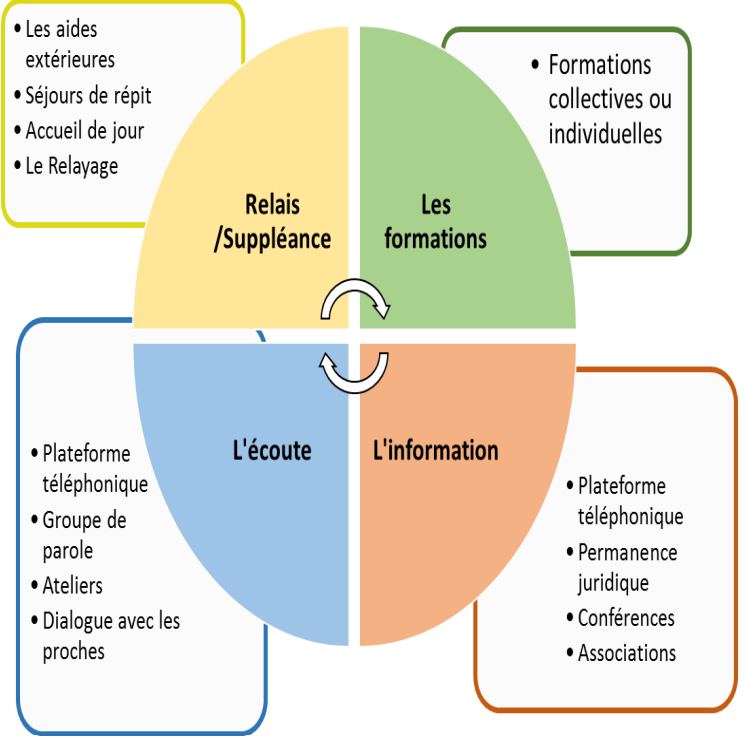 • Les aides
extérieures
• Séjours de répit
• Accueil de jour
• Le Relayage
Relais
/Suppléance
• Formations
collectives ou
individuelles
Les
formations
• Plateforme
téléphonique
• Groupe de
parole
• Ateliers
• Dialogue avec les
proches
L'écoute
L'information
• Plateforme
téléphonique
• Permanence
juridique
• Conférences
• Associations